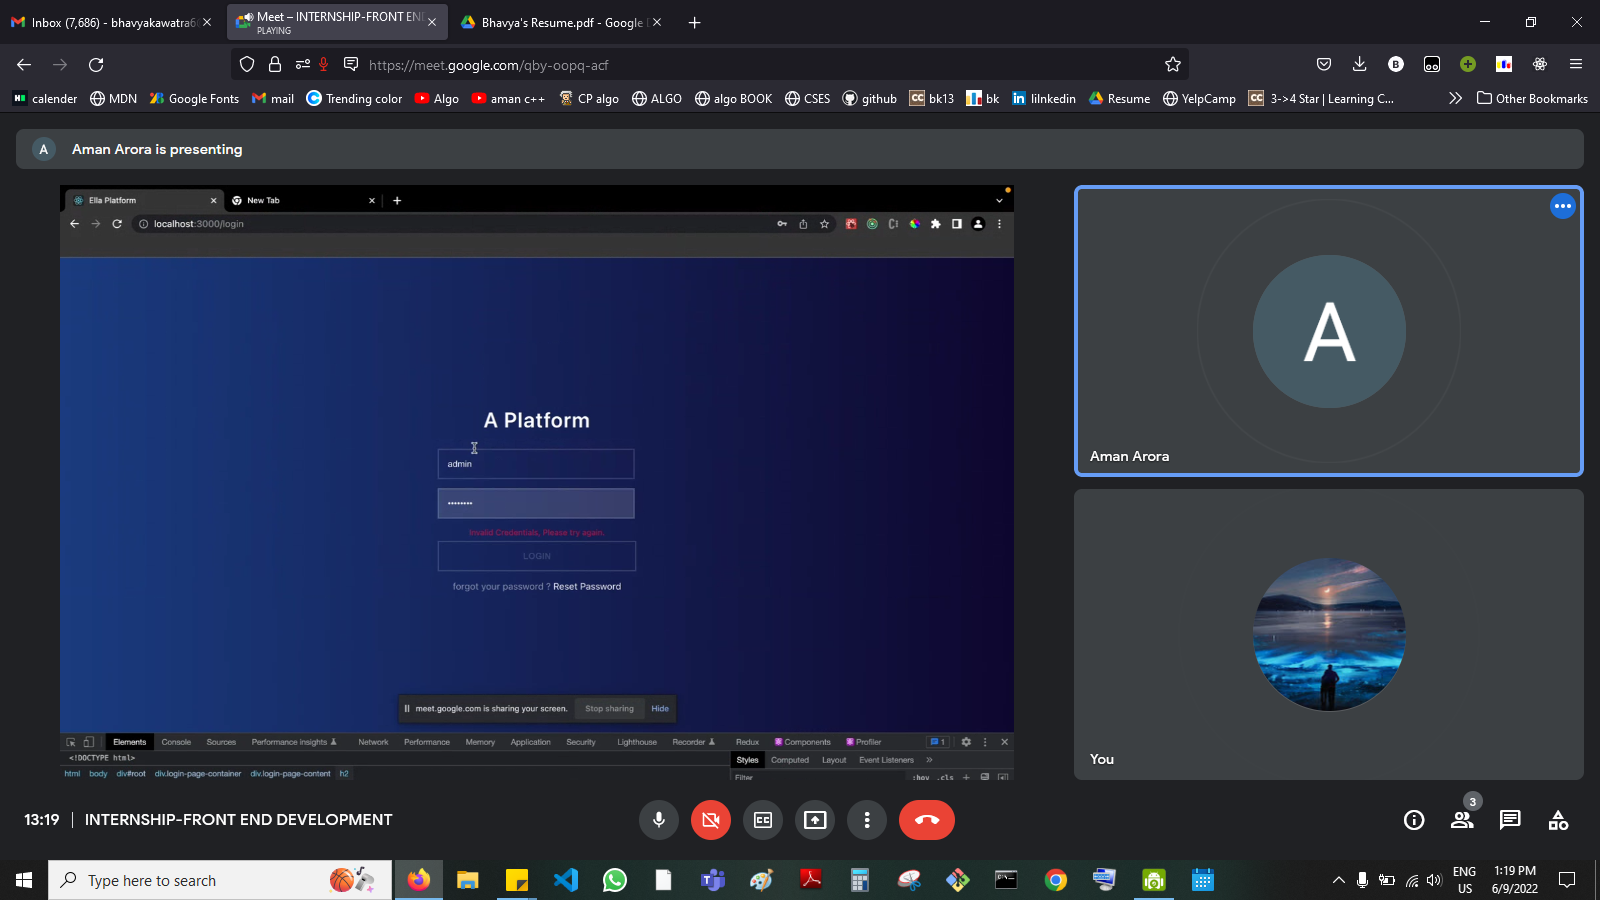 Inbox (7,686) - bhavyakawatra6
Meet – INTERNSHIP-FRONT EN
PLAYING
Bhavya's Resume.pdf - Google
https://meet.google.com/qby-oopq-acf
calender
MDN
Google Fonts
mail
Trending color
Algo
aman c++
CP algo
ALGO
algo BOOK
CSES
github
bk13
bk
lilnkedin
Resume
YelpCamp
3->4 Star | Learning C...
Other Bookmarks
A
Aman Arora is presenting
Ella Platform
New Tab
localhost:3000/login
A Platform
admin
Invalid Credentials, Please try again.
LOGIN
forgot your password ? Reset Password
meet.google.com is sharing your screen.
Stop sharing
Hide
Elements
Console
Sources
Performance insights
Network
Performance
Memory
Application
Security
Lighthouse
Recorder
Redux
Components
Profiler
1
<!DOCTYPE html>
html
body
div#root
div.login-page-container
div.login-page-content
h2
Styles
Computed
Layout
Event Listeners
Filter
:hov
.cls
A
Aman Arora
You
13:19
INTERNSHIP-FRONT END DEVELOPMENT
3
Type here to search
ENG
US
1:19 PM
6/9/2022